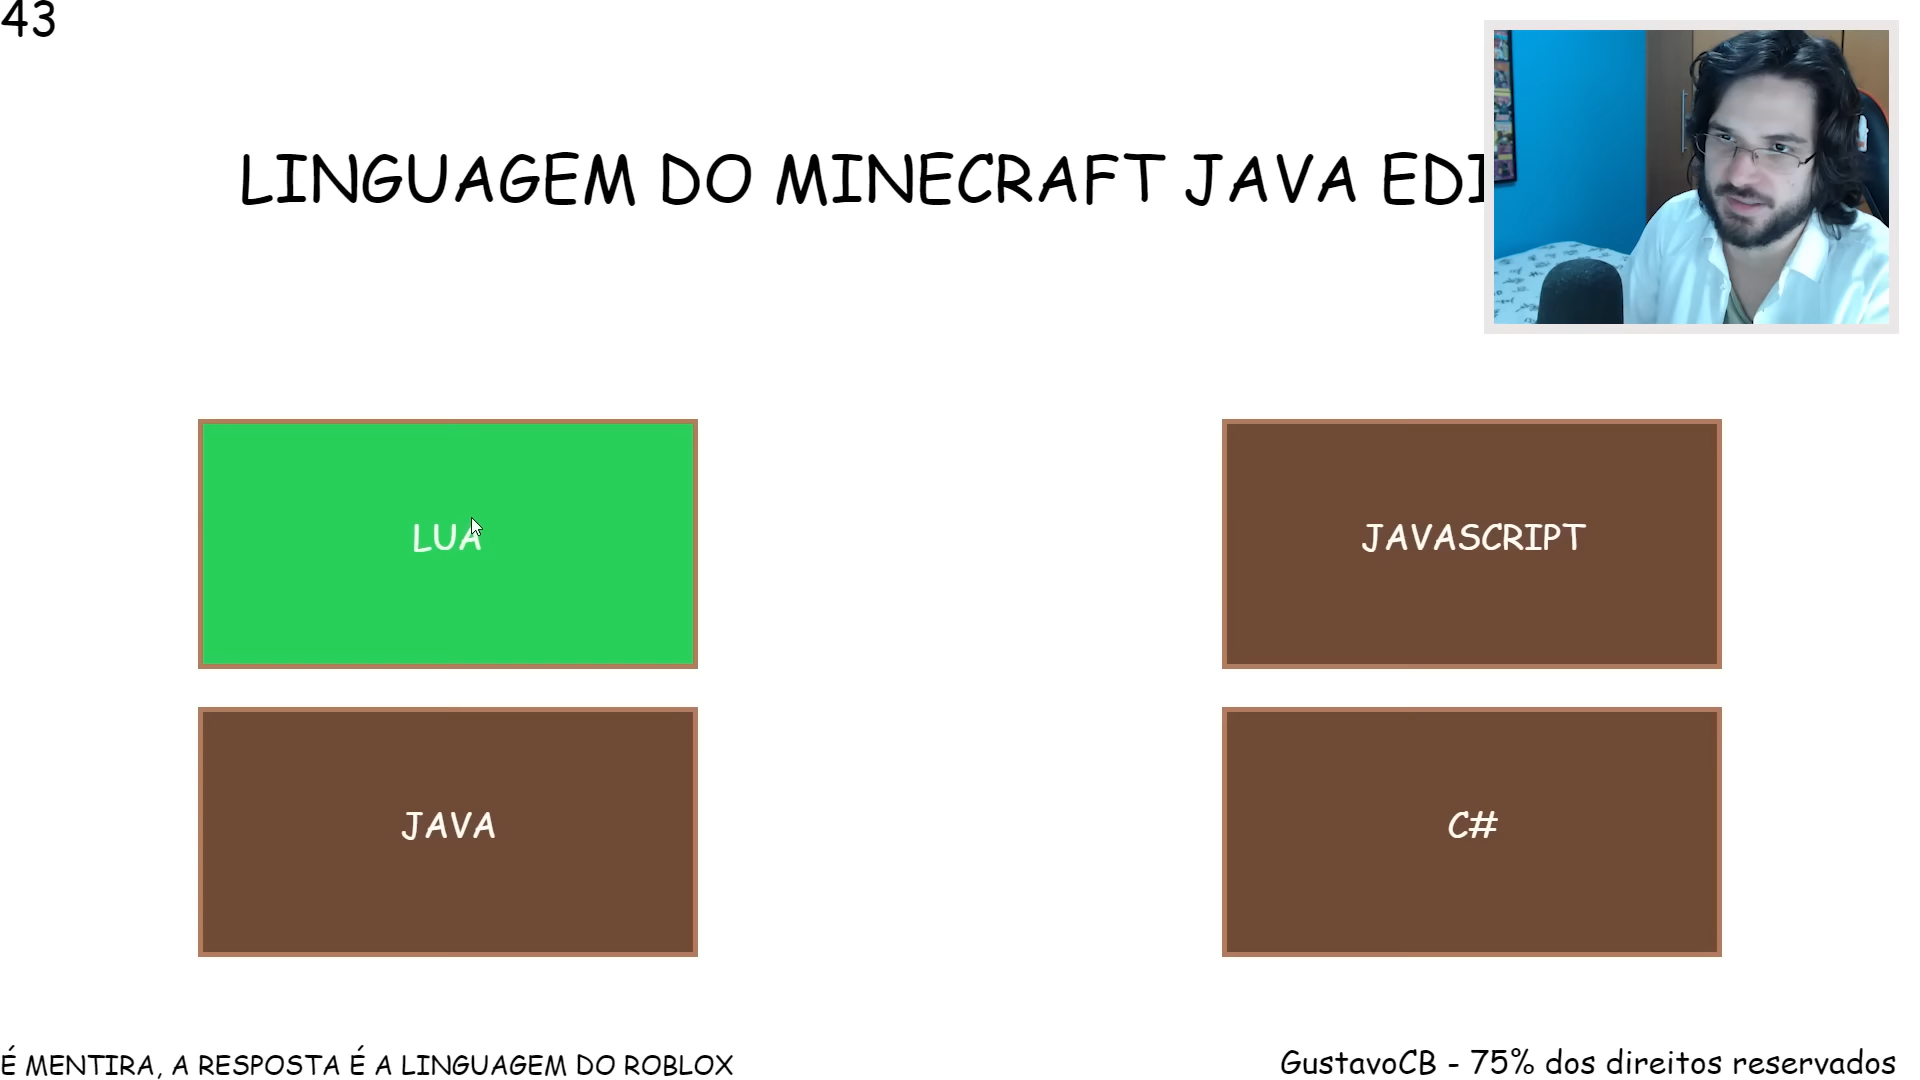 43
LINGUAGEM DO MINECRAFT JAVA EDI
LUA
JAVASCRIPT
JAVA
C#
É MENTIRA, A RESPOSTA É A LINGUAGEM DO ROBLOX
GustavoCB - 75% dos direitos reservados